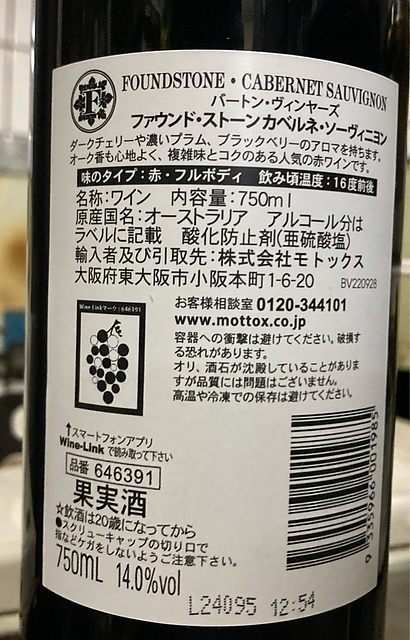 F
FOUNDSTONE・CABERNET SAUVIGNON
バートン・ヴィンヤーズ
ファウンド・ストーン カベルネ・ソーヴィニヨン
ダークチェリーや濃いプラム、ブラックベリーのアロマを持ちます。
オーク香も心地よく、複雑味とコクのある人気の赤ワインです。
味のタイプ:赤・フルボディ 飲み頃温度:16度前後
名称:ワイン 内容量:750ml
原産国名:オーストラリア アルコール分は
ラベルに記載 酸化防止剤(亜硫酸塩)
輸入者及び引取先:株式会社モトックス
大阪府東大阪市小阪本町1-6-20 BV220928
Wine-Linkマーク:646391
お客様相談室 0120-344101
www.mottox.co.jp
容器への衝撃は避けてください。破損す
る恐れがあります。
オリ、酒石が沈殿していることがありま
すが品質には問題はございません。
高温や冷凍での保存は避けてください。
↑スマートフォンアプリ
Wine-Link で読み取って下さい
品番 646391
果実酒
☆飲酒は20歳になってから
●スクリューキャップの切り口で
指などケガをしないようご注意下さい。
750mL 14.0%vol
9 335966 001985
L24095 12:54